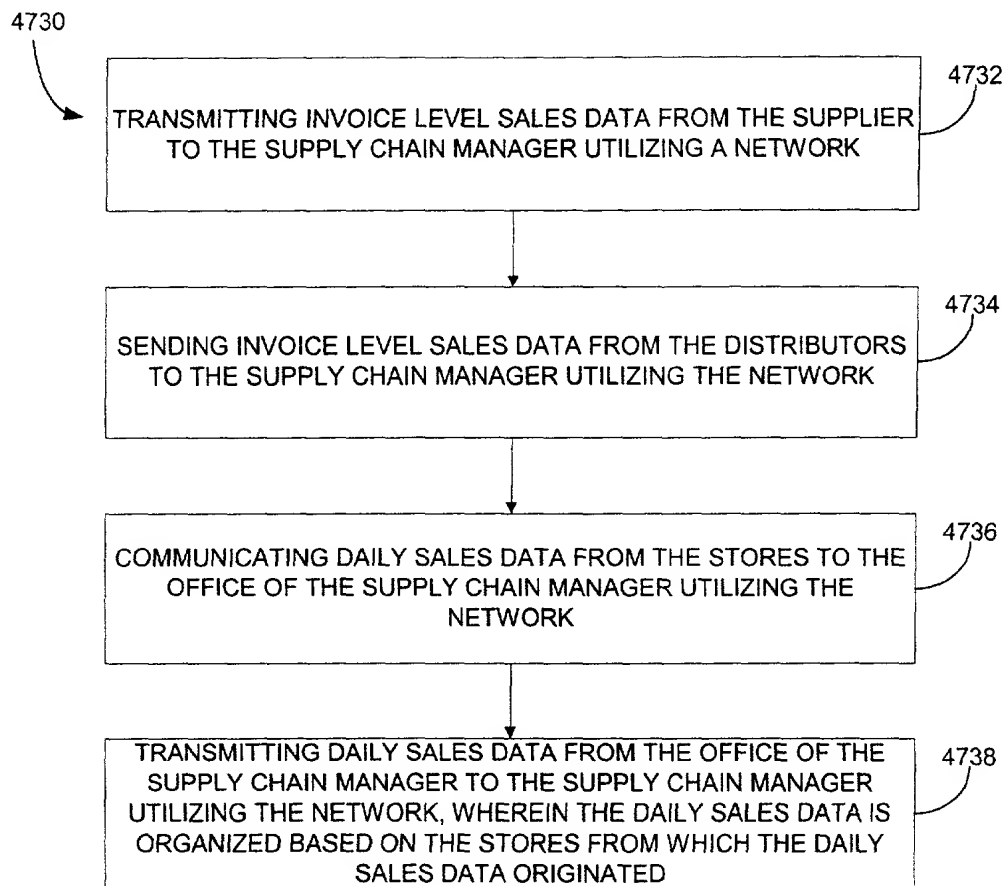 4730
4732
TRANSMITTING INVOICE LEVEL SALES DATA FROM THE SUPPLIER
TO THE SUPPLY CHAIN MANAGER UTILIZING A NETWORK
4734
SENDING INVOICE LEVEL SALES DATA FROM THE DISTRIBUTORS
TO THE SUPPLY CHAIN MANAGER UTILIZING THE NETWORK
4736
COMMUNICATING DAILY SALES DATA FROM THE STORES TO THE
OFFICE OF THE SUPPLY CHAIN MANAGER UTILIZING THE
NETWORK
4738
TRANSMITTING DAILY SALES DATA FROM THE OFFICE OF THE
SUPPLY CHAIN MANAGER TO THE SUPPLY CHAIN MANAGER
UTILIZING THE NETWORK, WHEREIN THE DAILY SALES DATA IS
ORGANIZED BASED ON THE STORES FROM WHICH THE DAILY
SALES DATA ORIGINATED